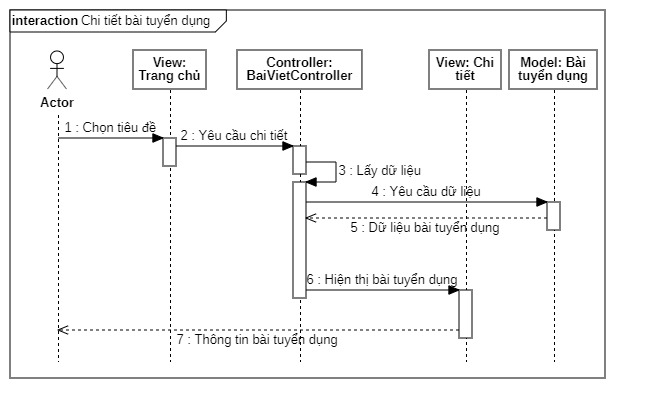 interaction Chi tiết bài tuyển dụng
Actor
View:
Trang chủ
Controller:
BaiVietController
View: Chi
tiết
Model: Bài
tuyển dụng
1 : Chọn tiêu đề
2 : Yêu cầu chi tiết
3 : Lấy dữ liệu
4 : Yêu cầu dữ liệu
5 : Dữ liệu bài tuyển dụng
6 : Hiện thị bài tuyển dụng
7 : Thông tin bài tuyển dụng